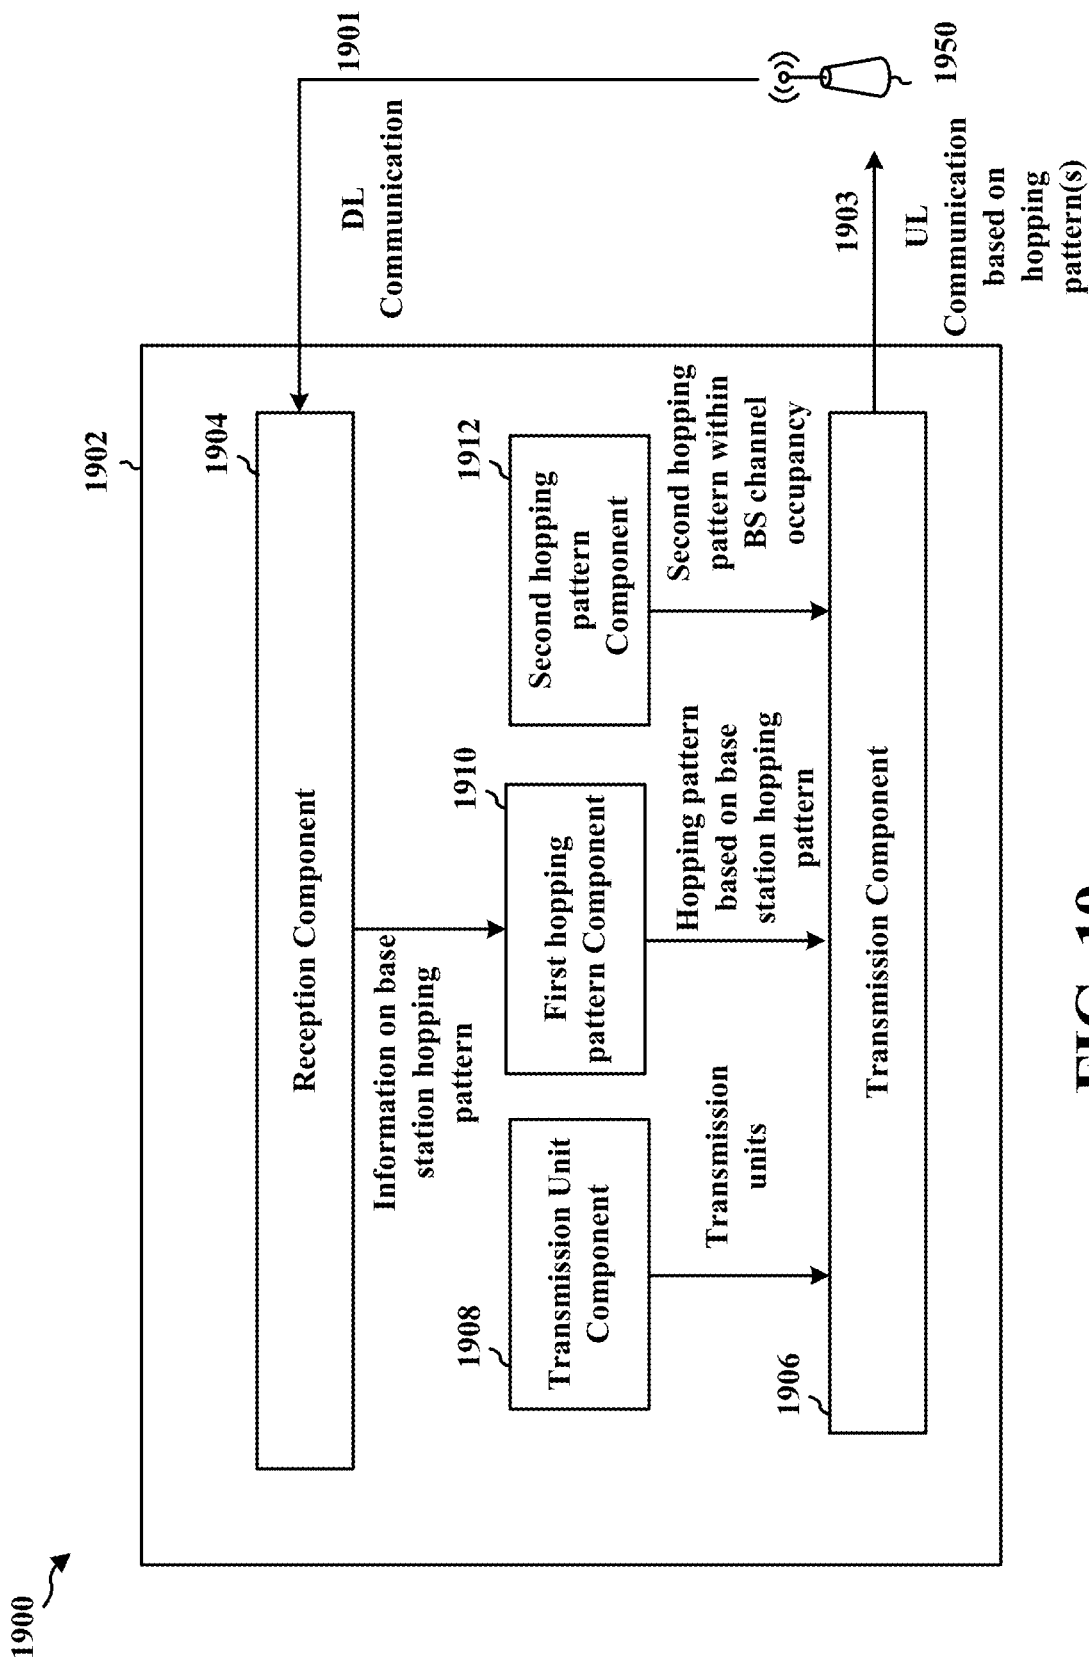 1900
1902
1904
Reception Component
DL
Communication
1901
Information on base
station hopping
pattern
1908
Transmission Unit
Component
1910
First hopping
pattern Component
1912
Second hopping
pattern
Component
Transmission
units
Hopping pattern
based on base
station hopping
pattern
Second hopping
pattern within
BS channel
occupancy
1906
Transmission Component
1903
UL
Communication
based on
hopping
pattern(s)
1950
FIG. 19